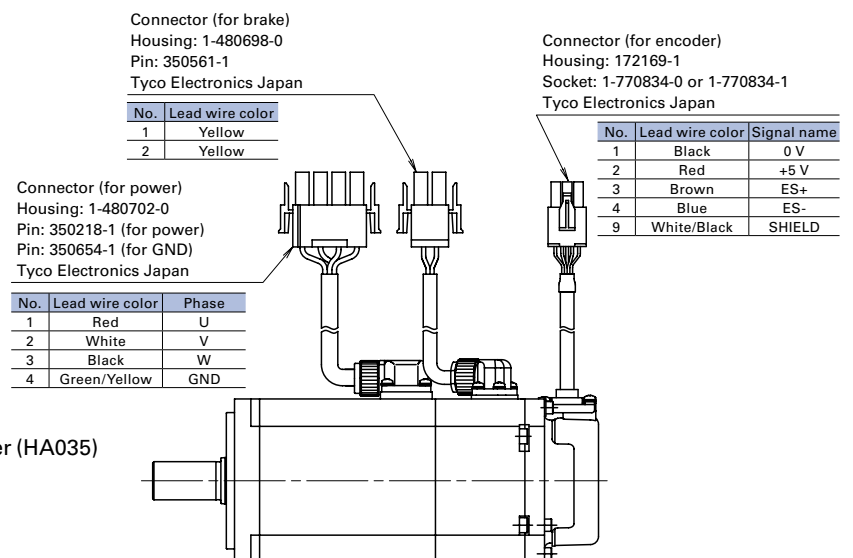 Connector (for brake)
Housing: 1-480698-0
Pin: 350561-1
Tyco Electronics Japan
No. Lead wire color
1 Yellow
2 Yellow
Connector (for encoder)
Housing: 172169-1
Socket: 1-770834-0 or 1-770834-1
Tyco Electronics Japan
No. Lead wire color Signal name
1 Black 0 V
2 Red +5 V
3 Brown ES+
4 Blue ES-
9 White/Black SHIELD
Connector (for power)
Housing: 1-480702-0
Pin: 350218-1 (for power)
Pin: 350654-1 (for GND)
Tyco Electronics Japan
No. Lead wire color Phase
1 Red U
2 White V
3 Black W
4 Green/Yellow GND
(HA035)